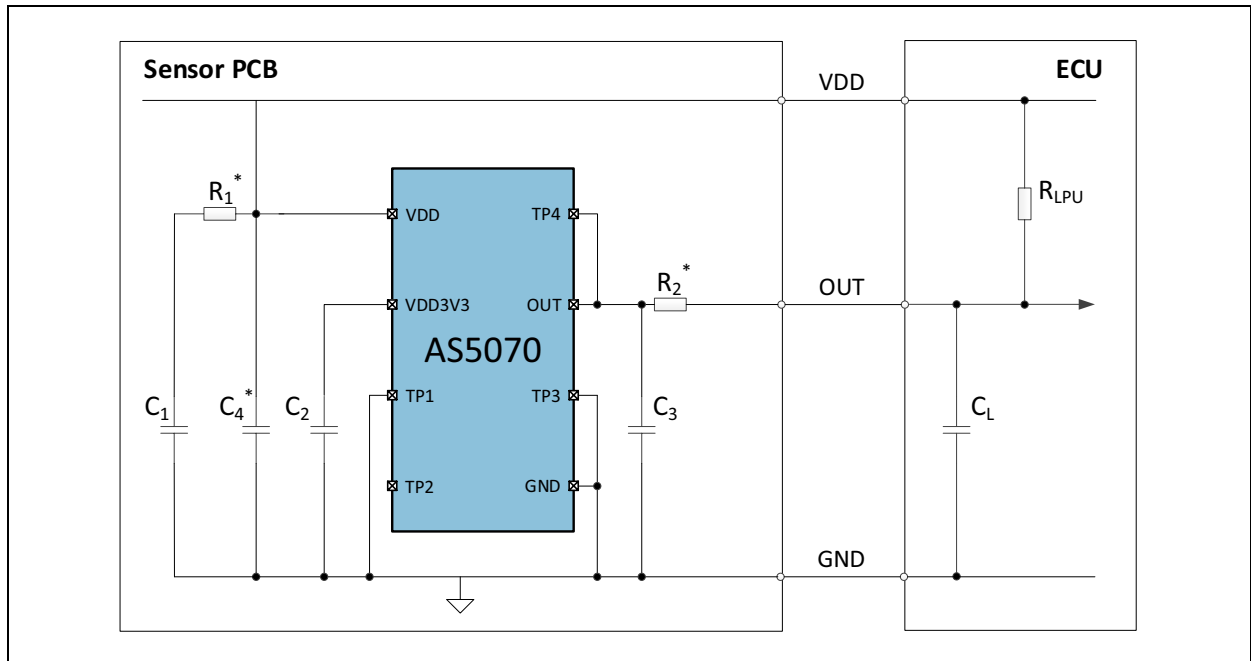 Sensor PCB
VDD
ECU
R1*
VDD
TP4
RLPU
VDD3V3
OUT
R2*
OUT
AS5070
C1
C4*
C2
TP1
TP3
C3
CL
TP2
GND
GND